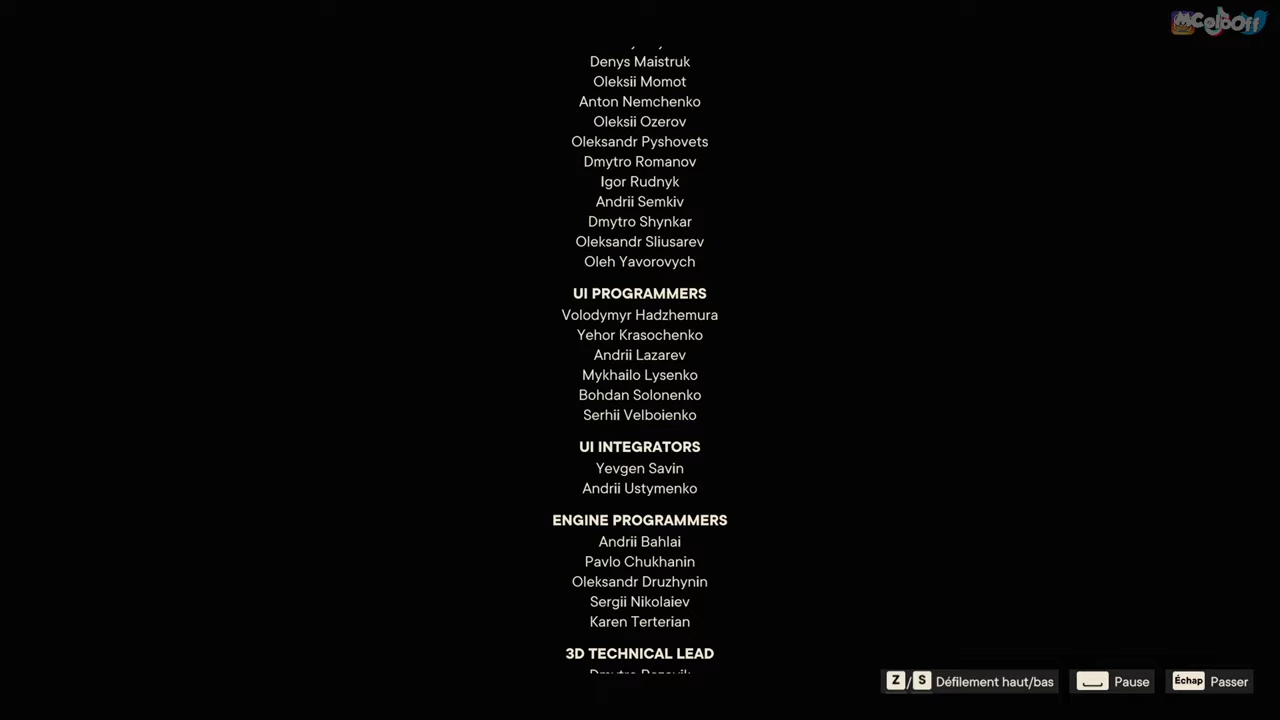 MCelooOff
Denys Maistruk
Oleksii Momot
Anton Nemchenko
Oleksii Ozerov
Oleksandr Pyshovets
Dmytro Romanov
Igor Rudnyk
Andrii Semkiv
Dmytro Shynkar
Oleksandr Sliusarev
Oleh Yavorovych
UI PROGRAMMERS
Volodymyr Hadzhemura
Yehor Krasochenko
Andrii Lazarev
Mykhailo Lysenko
Bohdan Solonenko
Serhii Velboienko
UI INTEGRATORS
Yevgen Savin
Andrii Ustymenko
ENGINE PROGRAMMERS
Andrii Bahlai
Pavlo Chukhanin
Oleksandr Druzhynin
Sergii Nikolaiev
Karen Terterian
3D TECHNICAL LEAD
Dmytro
Z / S Défilement haut/bas Pause Échap Passer